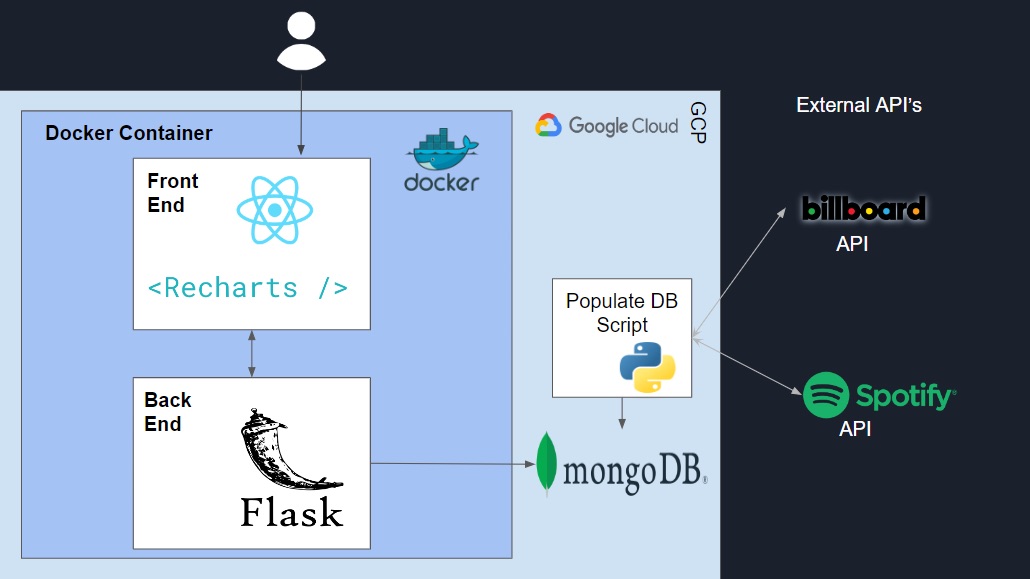 External API's
Google Cloud
GCP
Docker Container
docker
Front
End
<Recharts />
billboard
API
Populate DB
Script
Back
End
Flask
mongoDB®
Spotify®
API